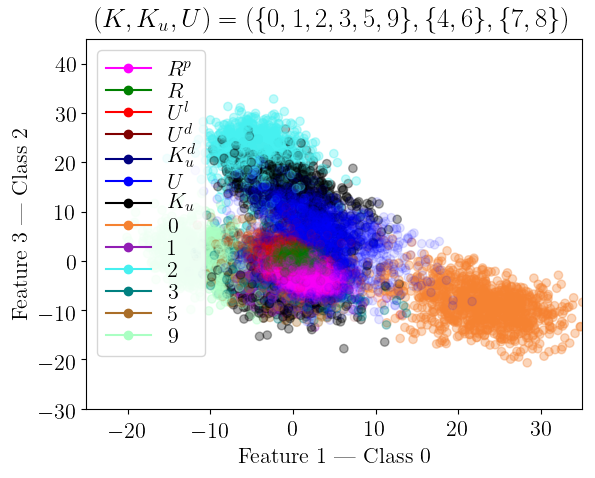 (K, K_u, U) = ({0, 1, 2, 3, 5, 9}, {4, 6}, {7, 8})
Feature 3 — Class 2
40
30
20
10
0
−10
−20
−30
R^p
R
U^l
U^d
K_u^d
U
K_u
0
1
2
3
5
9
−20
−10
0
10
20
30
Feature 1 — Class 0